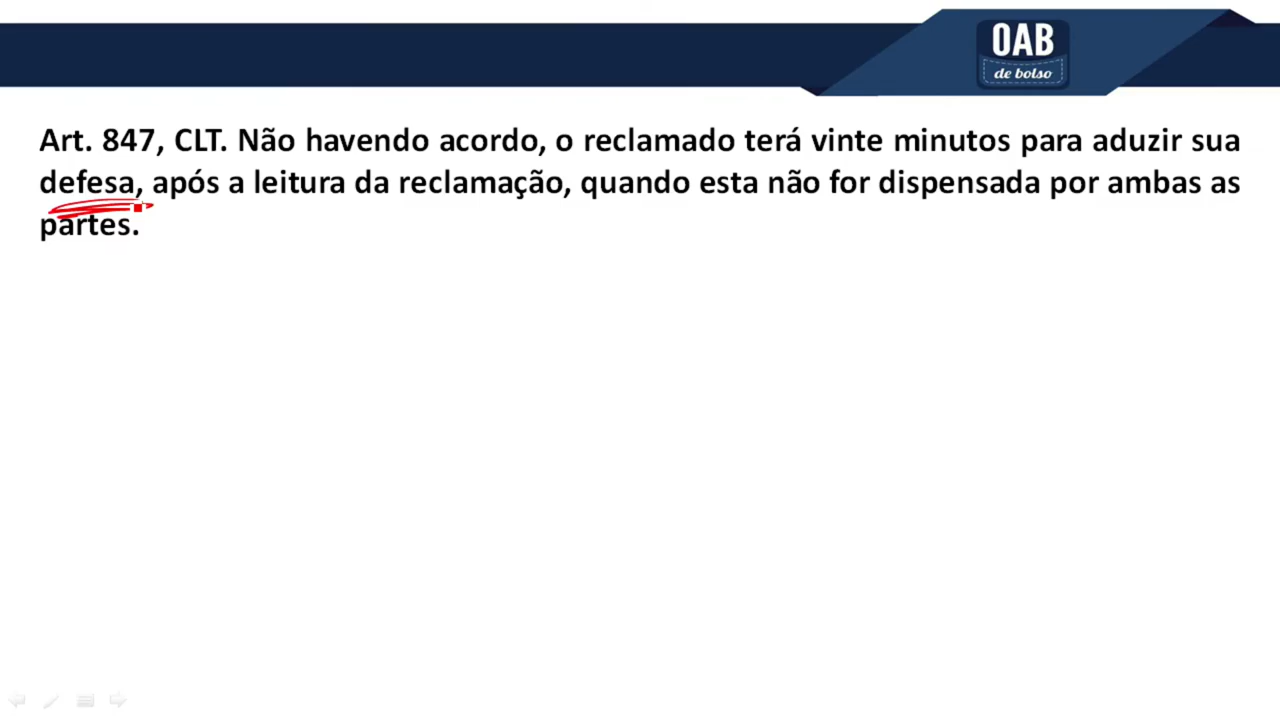 OAB
de bolso
Art. 847, CLT. Não havendo acordo, o reclamado terá vinte minutos para aduzir sua
defesa, após a leitura da reclamação, quando esta não for dispensada por ambas as
partes.